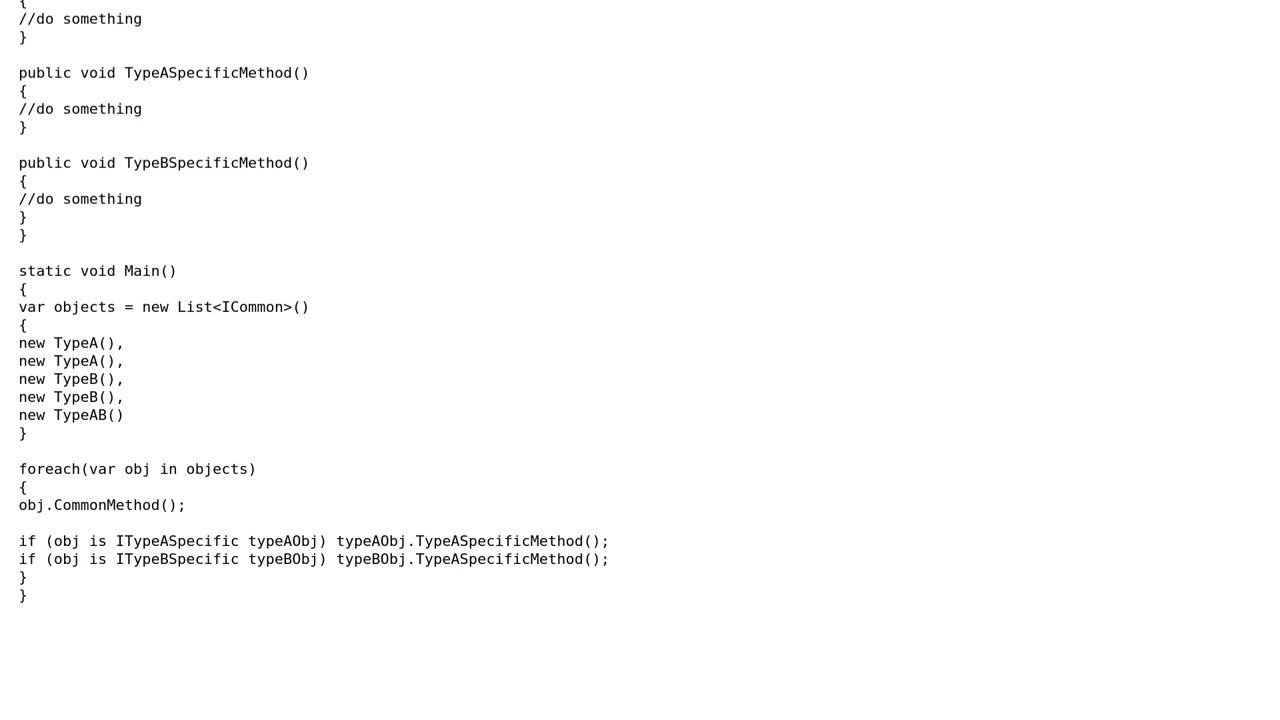 {
//do something
}
public void TypeASpecificMethod()
{
//do something
}
public void TypeBSpecificMethod()
{
//do something
}
}
static void Main()
{
var objects = new List<ICommon>()
{
new TypeA(),
new TypeA(),
new TypeB(),
new TypeB(),
new TypeAB()
}
foreach(var obj in objects)
{
obj.CommonMethod();
if (obj is ITypeASpecific typeAObj) typeAObj.TypeASpecificMethod();
if (obj is ITypeBSpecific typeBObj) typeBObj.TypeASpecificMethod();
}
}